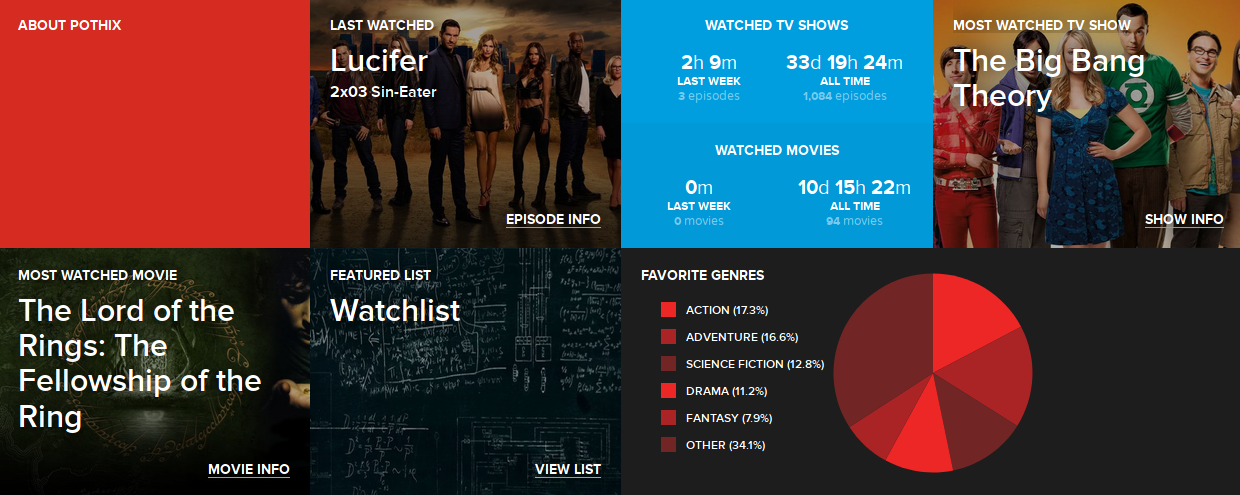 ABOUT POTHIX
LAST WATCHED
Lucifer
2x03 Sin-Eater
EPISODE INFO
WATCHED TV SHOWS
2h 9m
LAST WEEK
3 episodes
33d 19h 24m
ALL TIME
1,084 episodes
WATCHED MOVIES
0m
LAST WEEK
0 movies
10d 15h 22m
ALL TIME
94 movies
MOST WATCHED TV SHOW
The Big Bang
Theory
SHOW INFO
MOST WATCHED MOVIE
The Lord of the
Rings: The
Fellowship of the
Ring
MOVIE INFO
FEATURED LIST
Watchlist
VIEW LIST
FAVORITE GENRES
ACTION (17.3%)
ADVENTURE (16.6%)
SCIENCE FICTION (12.8%)
DRAMA (11.2%)
FANTASY (7.9%)
OTHER (34.1%)